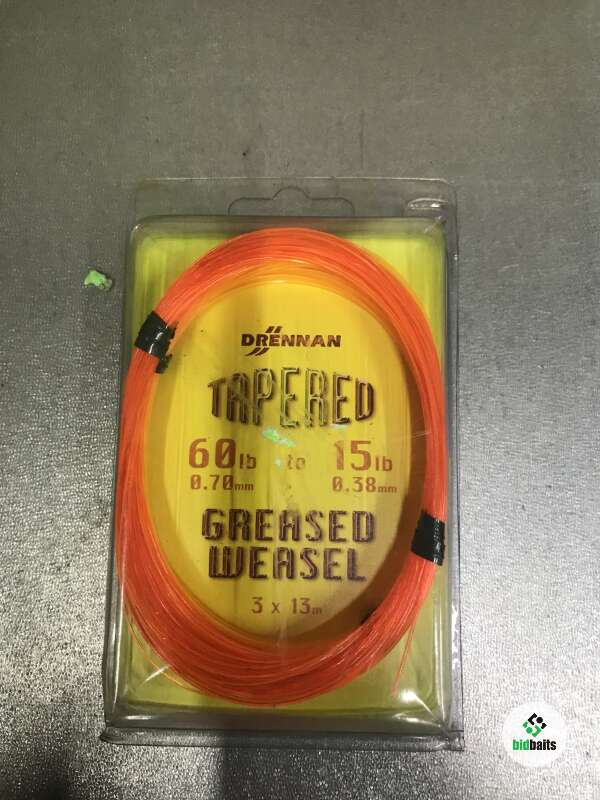 DRENNAN
TAPERED
60lb to 15lb
0.70mm 0.38mm
GREASED
WEASEL
3 x 13m
bidbaits